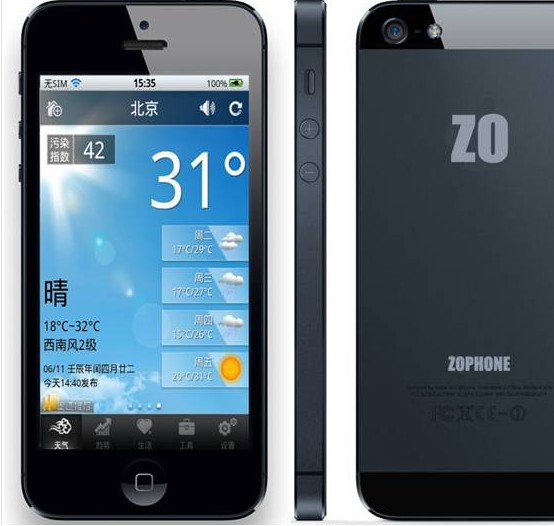 无SIM 15:35 100%
北京
污染
指数 42
31°
周二
17°C/29°C
周三
17°C/27°C
周四
15°C/26°C
周五
20°C/31°C
晴
18°C~32°C
西南风2级
06/11 壬辰年闰四月廿二
今天14:40发布
天气 趋势 生活 工具 设置
ZO
ZOPHONE